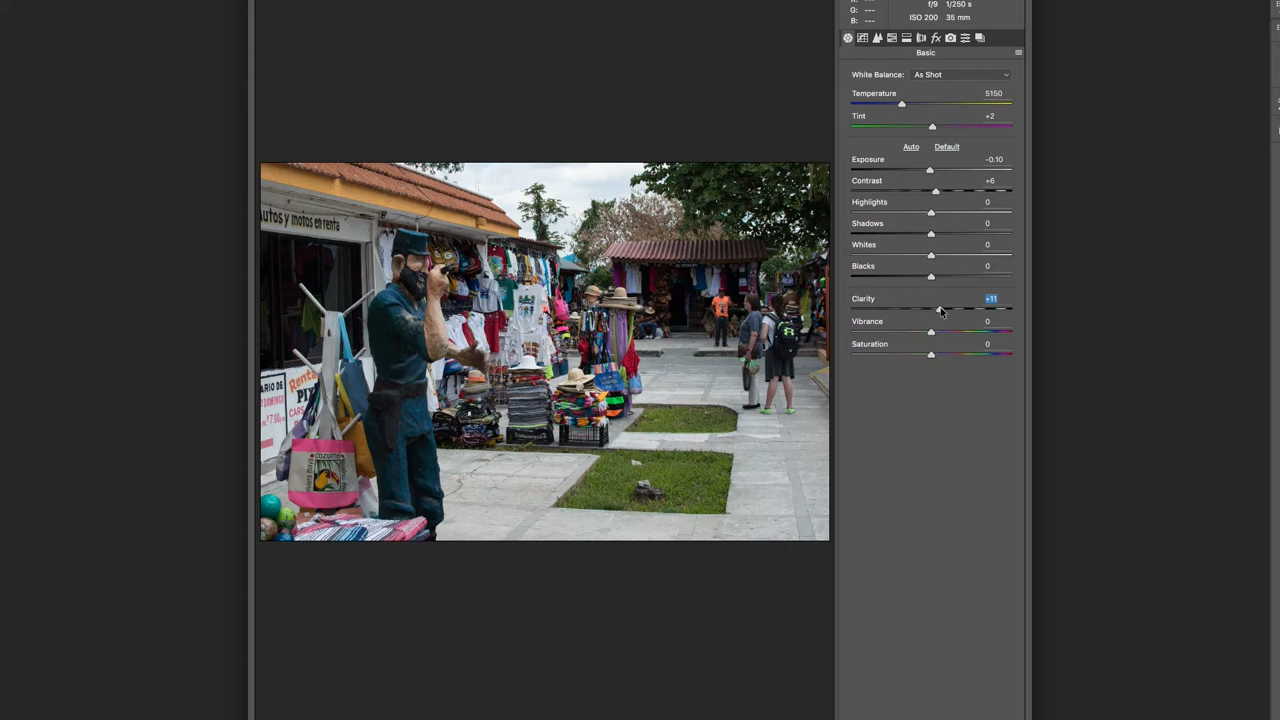 G: ---
B: ---
f/9 1/250 s
ISO 200 35 mm
fx
Basic
White Balance: As Shot
Temperature 5150
Tint +2
Auto Default
Exposure -0.10
Contrast +6
Highlights 0
Shadows 0
Whites 0
Blacks 0
Clarity +11
Vibrance 0
Saturation 0
Autos y motos en renta
COZUMEL